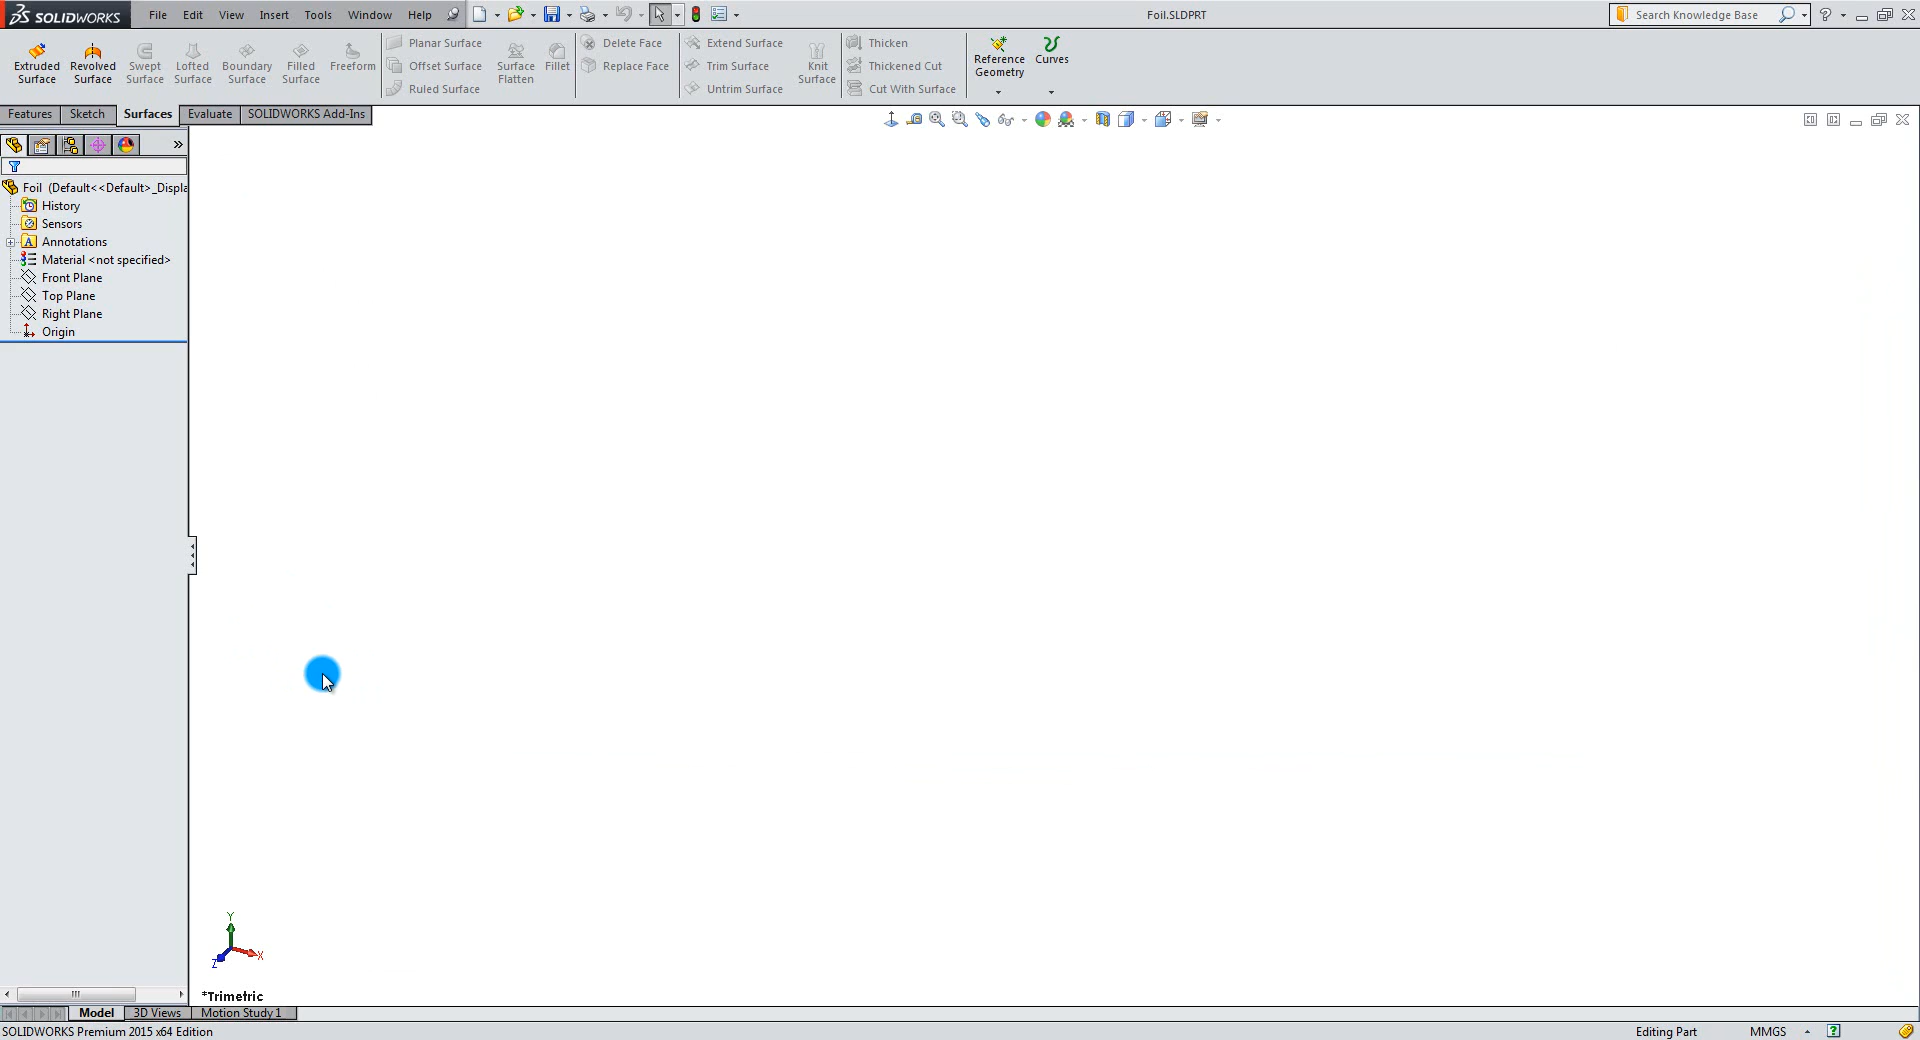 SOLIDWORKS File Edit View Insert Tools Window Help Foil.SLDPRT Search Knowledge Base ?
Extruded Surface
Revolved Surface
Swept Surface
Lofted Surface
Boundary Surface
Filled Surface
Freeform
Planar Surface
Offset Surface
Ruled Surface
Surface Flatten
Fillet
Delete Face
Replace Face
Extend Surface
Trim Surface
Untrim Surface
Knit Surface
Thicken
Thickened Cut
Cut With Surface
Reference Geometry
Curves
Features Sketch Surfaces Evaluate SOLIDWORKS Add-Ins
Foil (Default<<Default>_Displa
History
Sensors
A Annotations
Material <not specified>
Front Plane
Top Plane
Right Plane
Origin
Y
X
Z
*Trimetric
Model 3D Views Motion Study 1
SOLIDWORKS Premium 2015 x64 Edition Editing Part MMGS ?